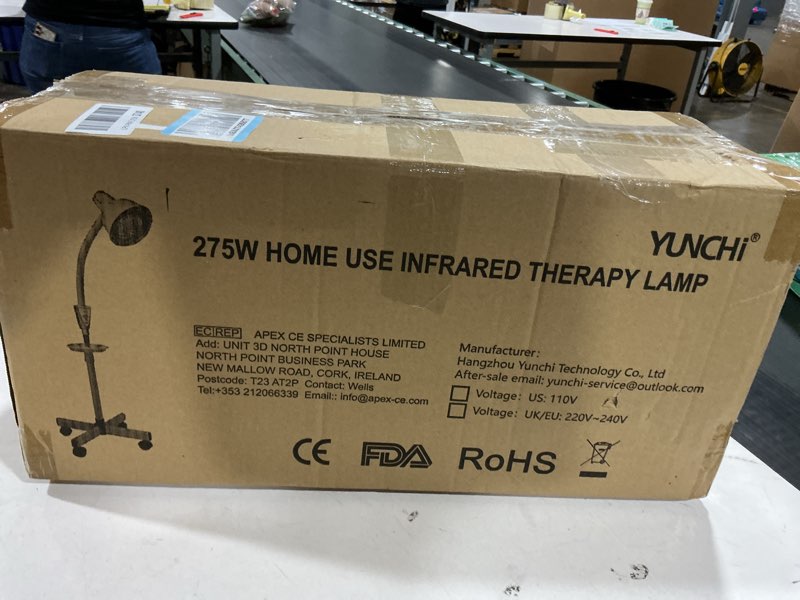 YUNCHi®
275W HOME USE INFRARED THERAPY LAMP
EC REP APEX CE SPECIALISTS LIMITED
Add: UNIT 3D NORTH POINT HOUSE
NORTH POINT BUSINESS PARK
NEW MALLOW ROAD, CORK, IRELAND
Postcode: T23 AT2P Contact: Wells
Tel:+353 212066339 Email:: info@apex-ce.com
Manufacturer:
Hangzhou Yunchi Technology Co., Ltd
After-sale email: yunchi-service@outlook.com
Voltage: US: 110V
Voltage: UK/EU: 220V~240V
CE FDA RoHS